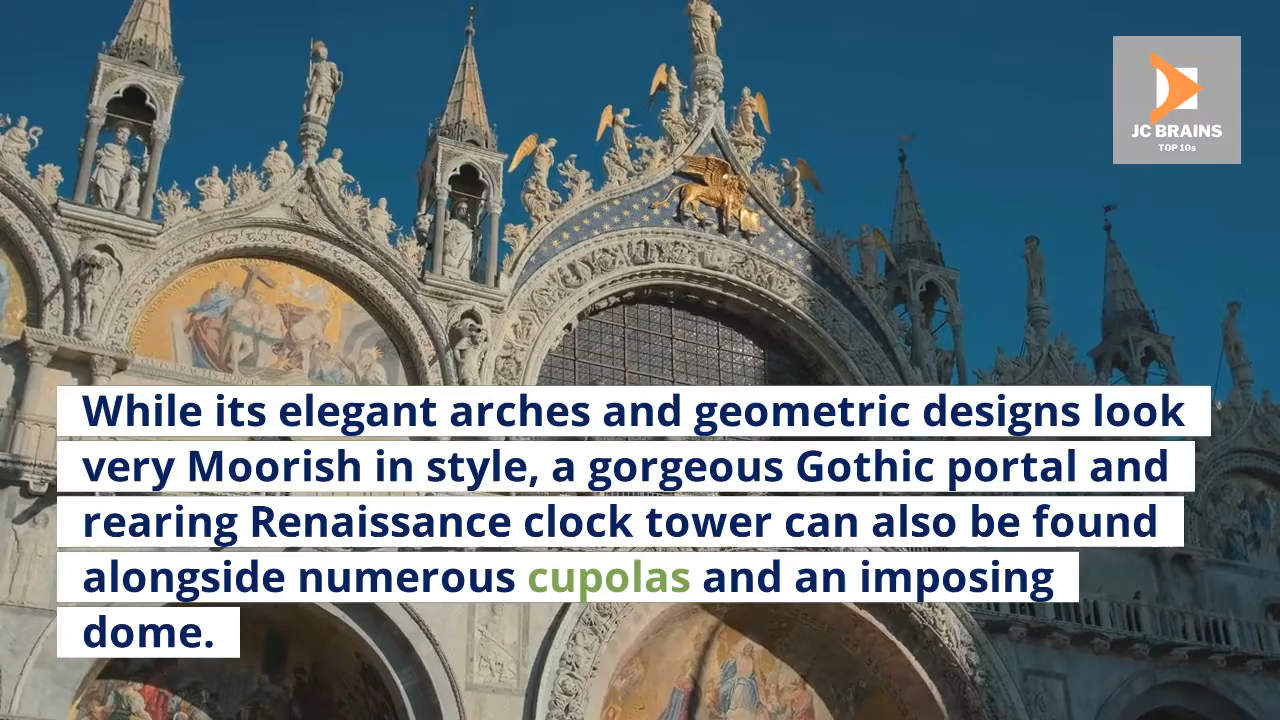 JC BRAINS
TOP 10s
While its elegant arches and geometric designs look
very Moorish in style, a gorgeous Gothic portal and
rearing Renaissance clock tower can also be found
alongside numerous cupolas and an imposing
dome.